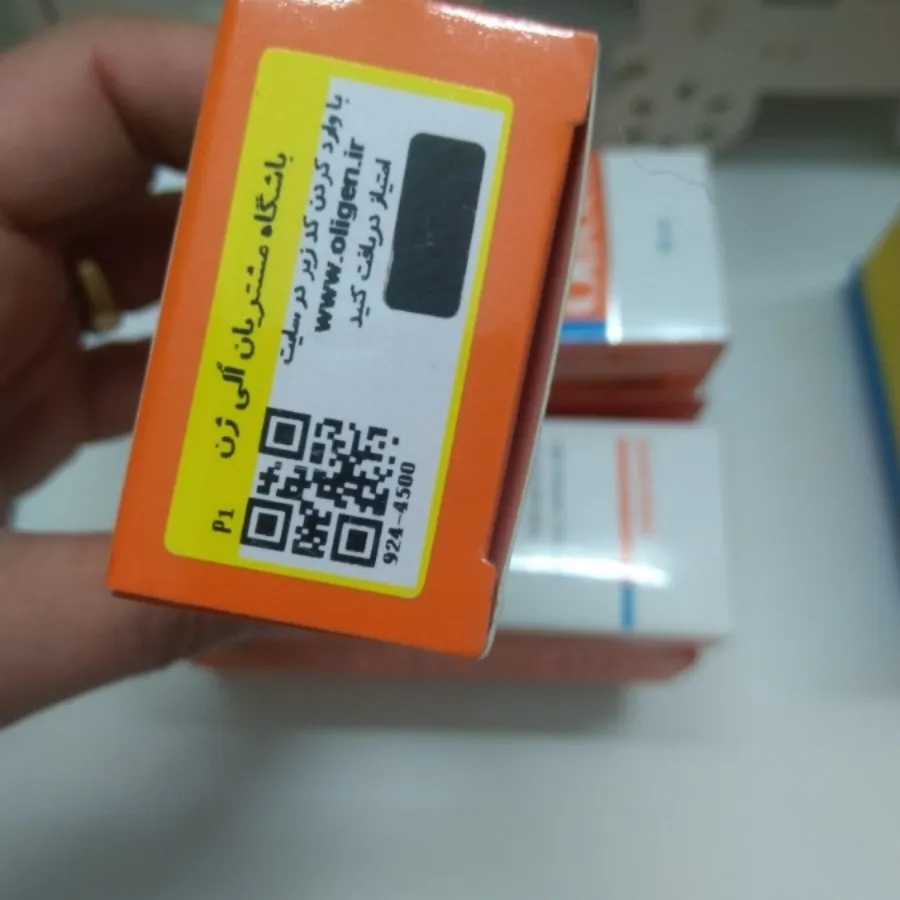 باشگاه مشتریان آلی ژن
با وارد کردن کد زیر در سایت
www.oligen.ir
امتیاز دریافت کنید
P1
924-4500